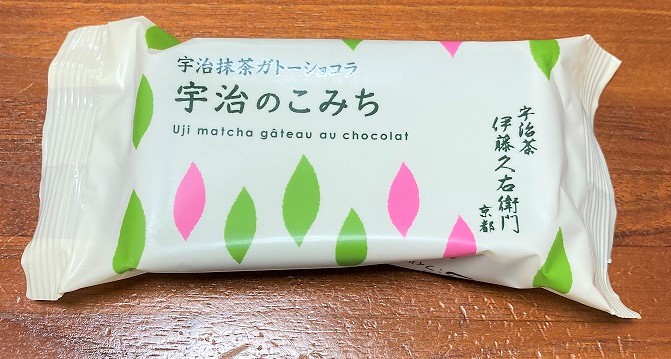 宇治抹茶ガトーショコラ
宇治のこみち
Uji matcha gâteau au chocolat
宇治茶
伊藤久右衛門
京都